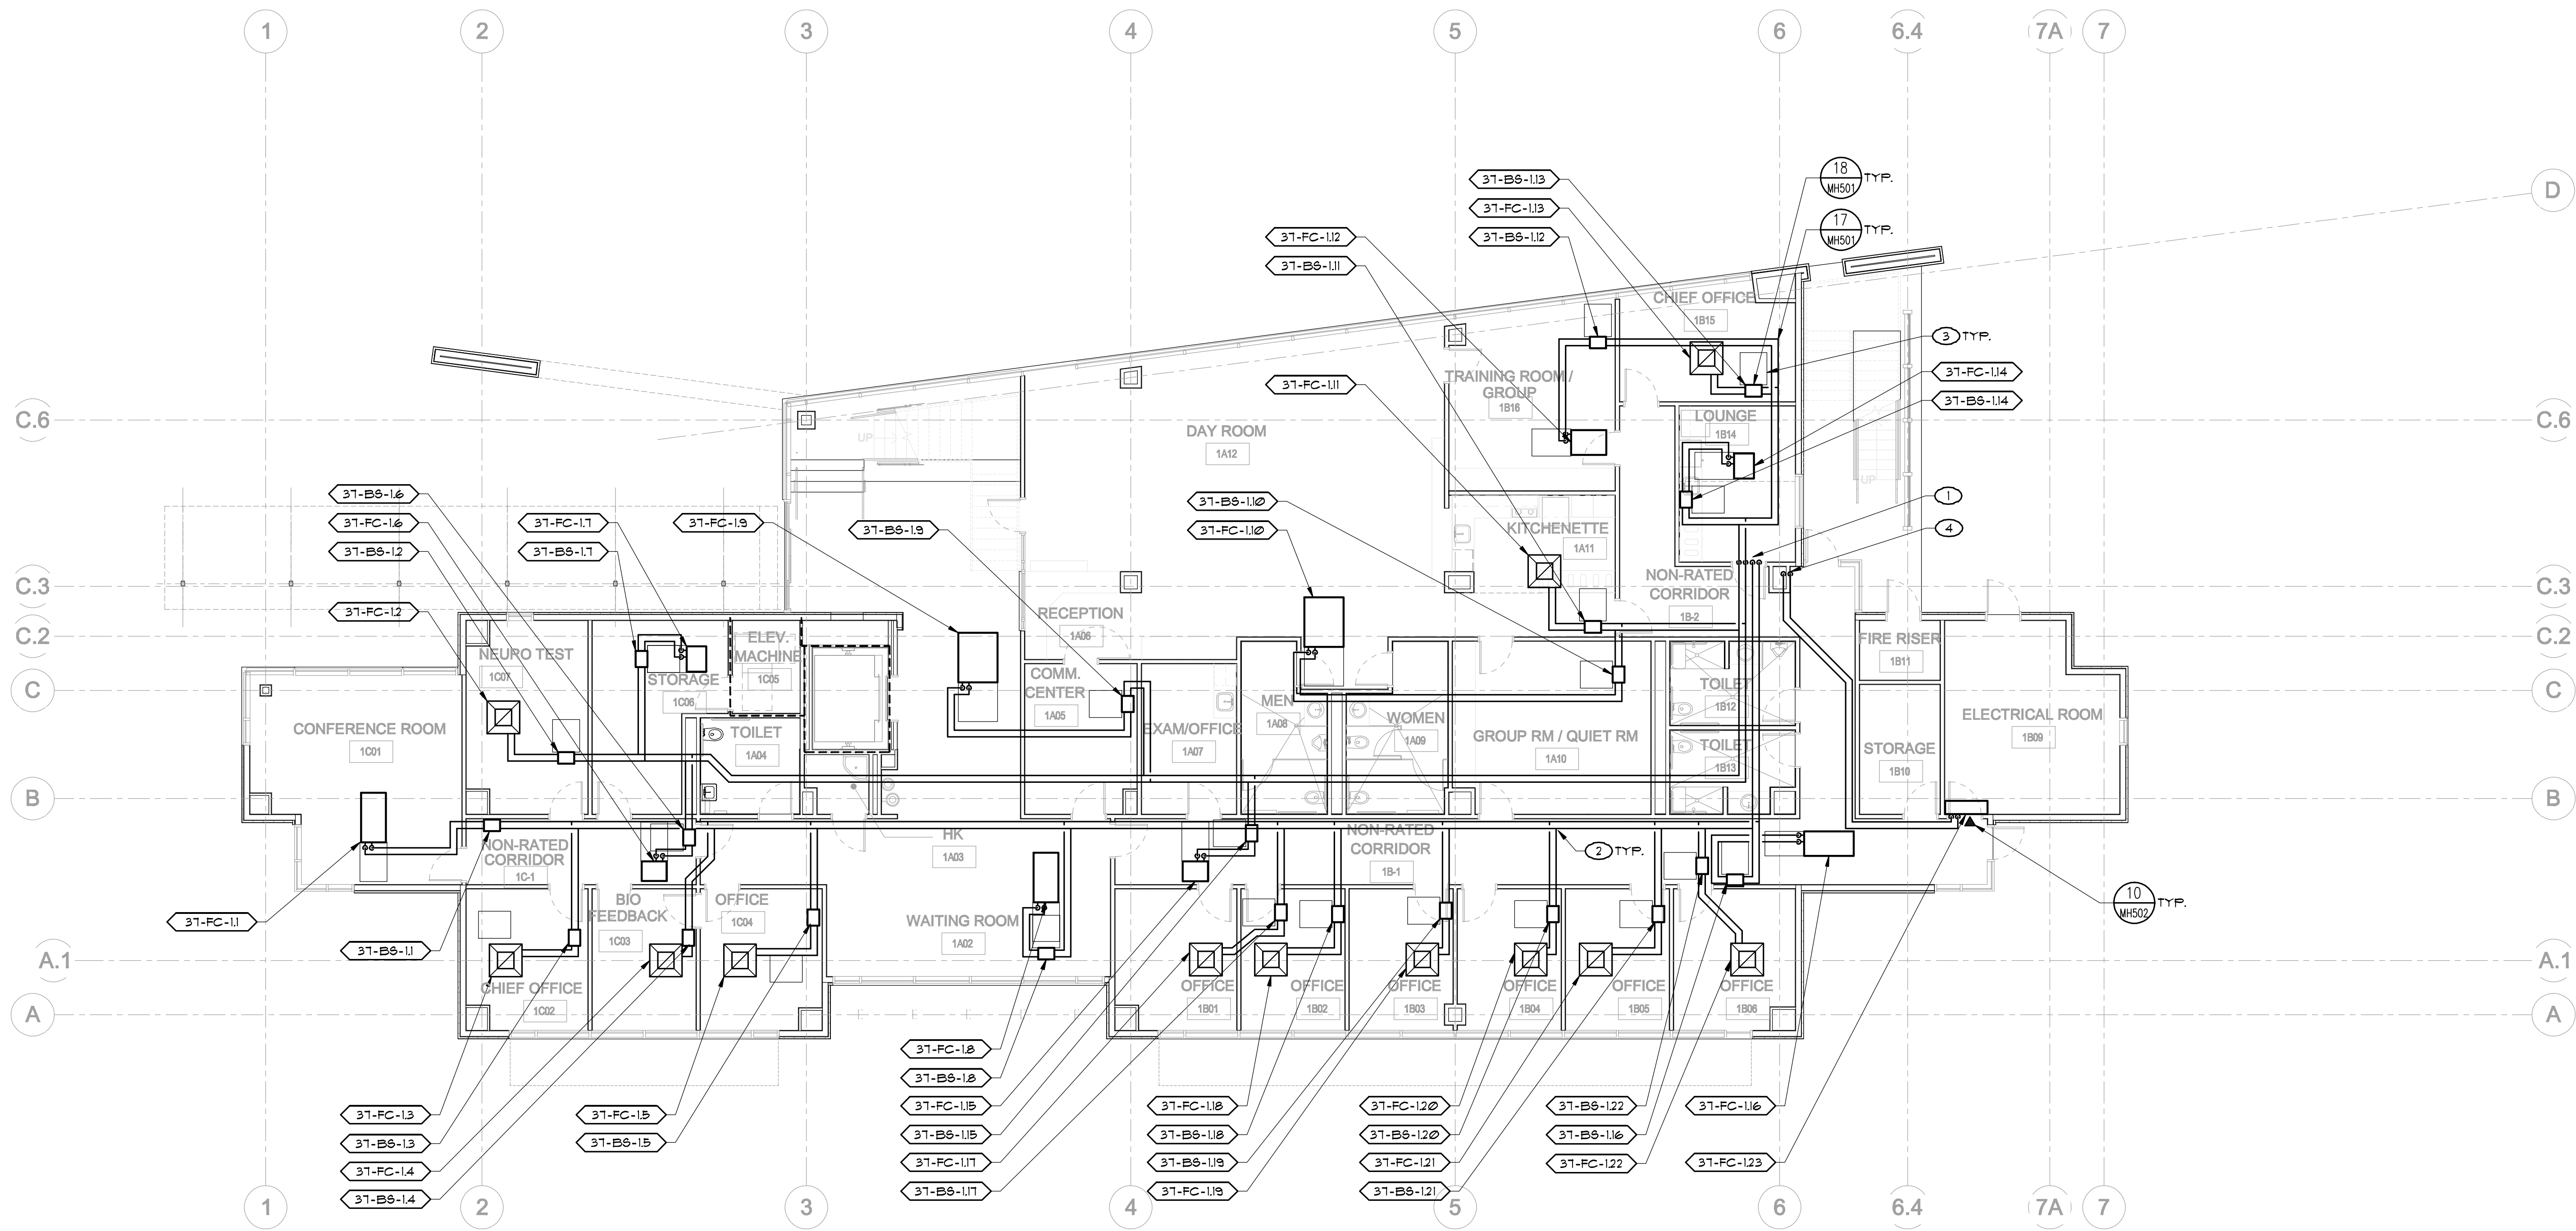 1 2 3 4 5 6 6.4 7A 7
D
18
MH501
TYP.
17
MH501
TYP.
37-BS-1.13
37-FC-1.13
37-BS-1.12
37-FC-1.12
37-BS-1.11
CHIEF OFFICE
1B15
3 TYP.
37-FC-1.14
37-BS-1.14
37-FC-1.11
TRAINING ROOM /
GROUP
1B16
C.6
C.6
LOUNGE
1B14
UP
DAY ROOM
1A12
UP
37-BS-1.6
37-FC-1.6
37-BS-1.2
37-FC-1.7
37-BS-1.7
37-FC-1.9
37-BS-1.9
37-BS-1.10
37-FC-1.10
1
4
KITCHENETTE
1A11
C.3
C.3
NON-RATED
CORRIDOR
1B-2
37-FC-1.2
RECEPTION
1A06
C.2
C.2
ELEV.
MACHINE
1C05
FIRE RISER
1B11
NEURO TEST
1C07
STORAGE
1C06
COMM.
CENTER
1A05
C
C
MEN
1A08
WOMEN
1A09
TOILET
1B12
CONFERENCE ROOM
1C01
TOILET
1A04
EXAM/OFFICE
1A07
GROUP RM / QUIET RM
1A10
TOILET
1B13
STORAGE
1B10
ELECTRICAL ROOM
1B09
B
B
HK
1A03
NON-RATED
CORRIDOR
1C-1
NON-RATED
CORRIDOR
1B-1
2 TYP.
10
MH502
TYP.
37-FC-1.1
37-BS-1.1
BIO
FEEDBACK
1C03
OFFICE
1C04
WAITING ROOM
1A02
A.1
A.1
CHIEF OFFICE
1C02
OFFICE
1B01
OFFICE
1B02
OFFICE
1B03
OFFICE
1B04
OFFICE
1B05
OFFICE
1B06
A
A
37-FC-1.3
37-BS-1.3
37-FC-1.4
37-BS-1.4
37-FC-1.5
37-BS-1.5
37-FC-1.8
37-BS-1.8
37-FC-1.15
37-BS-1.15
37-FC-1.17
37-BS-1.17
37-FC-1.18
37-BS-1.18
37-BS-1.19
37-FC-1.19
37-FC-1.20
37-BS-1.20
37-FC-1.21
37-BS-1.21
37-BS-1.22
37-BS-1.16
37-FC-1.22
37-FC-1.16
37-FC-1.23
1 2 3 4 5 6 6.4 7A 7